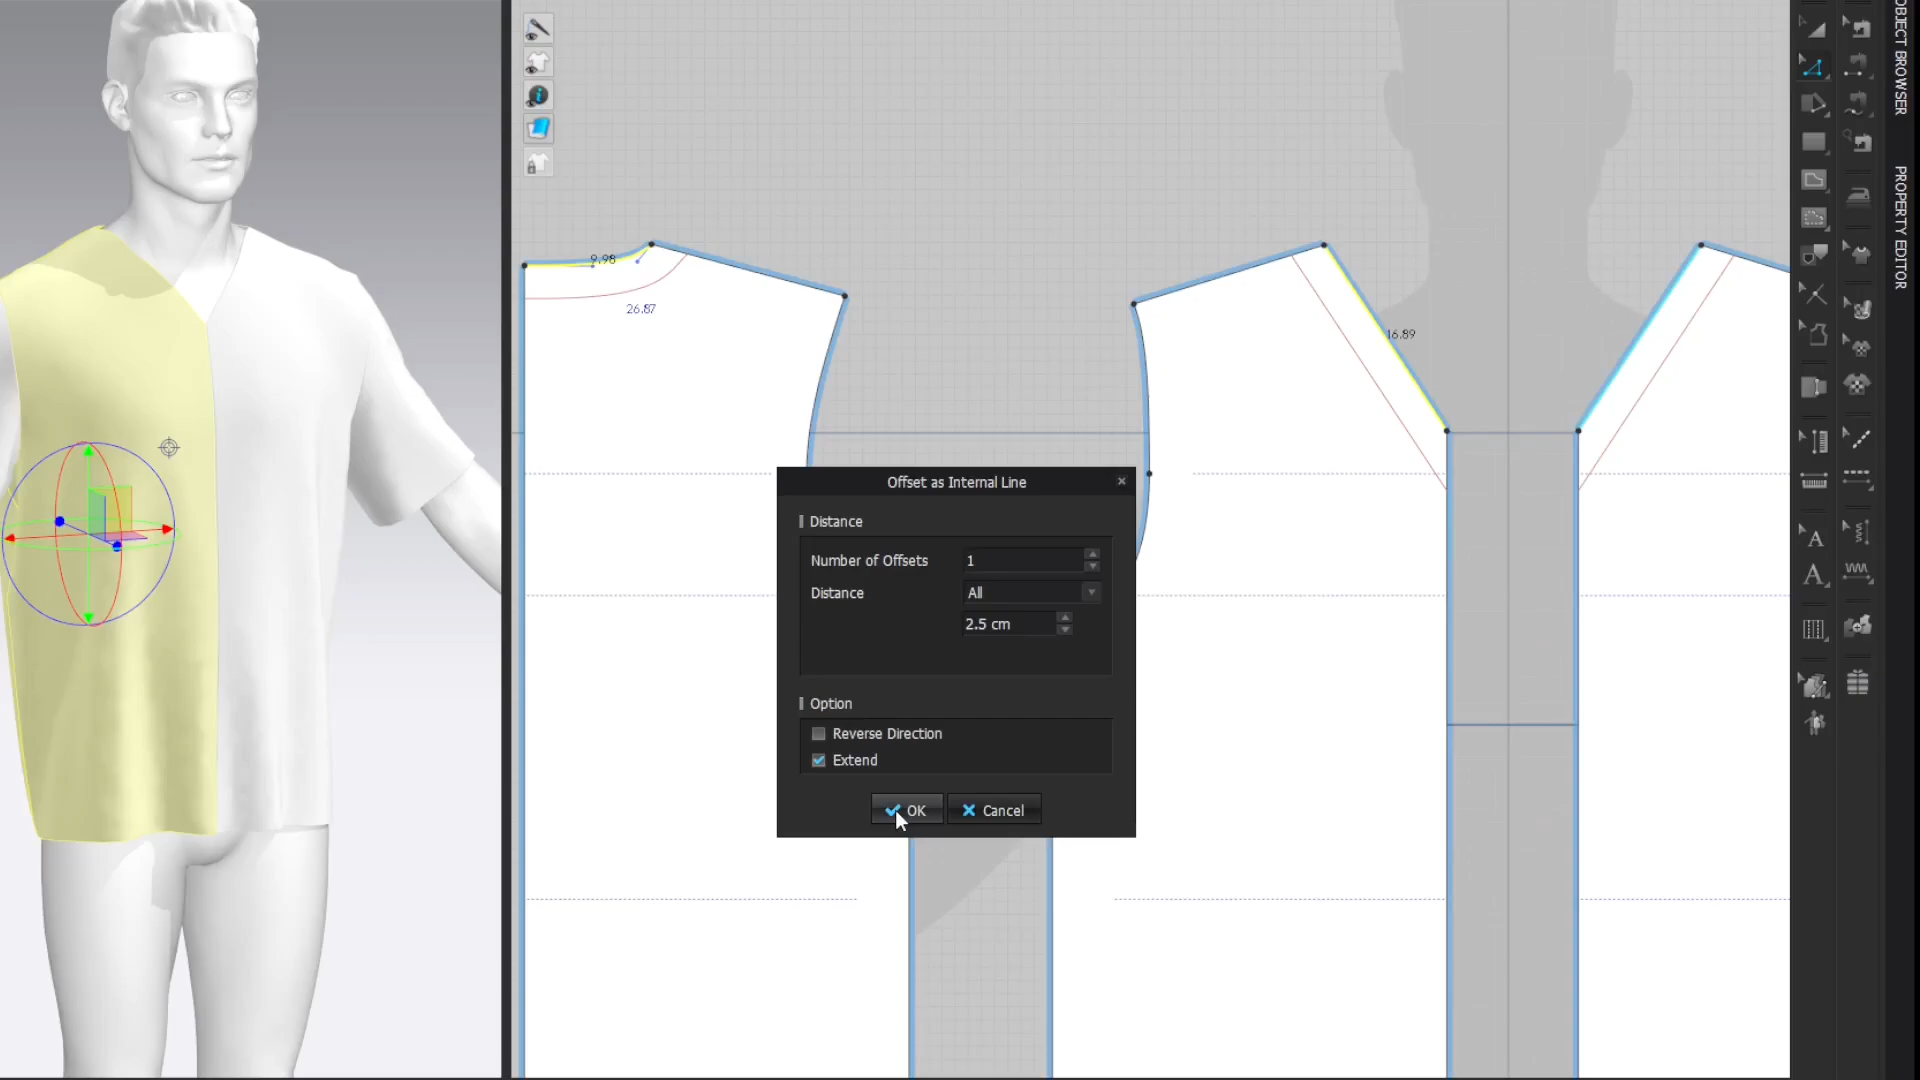 OBJECT BROWSER
PROPERTY EDITOR
9.98
26.87
16.89
Offset as Internal Line
Distance
Number of Offsets 1
Distance All
2.5 cm
Option
Reverse Direction
Extend
OK Cancel